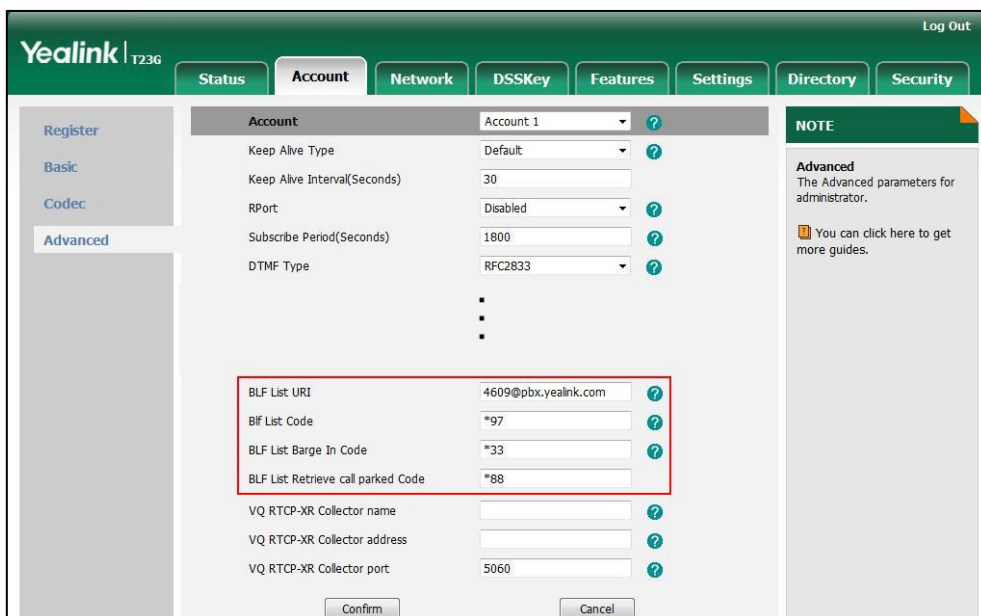 Log Out
Yealink T23G
Status Account Network DSSKey Features Settings Directory Security
Register
Basic
Codec
Advanced
Account Account 1 ?
Keep Alive Type Default ?
Keep Alive Interval(Seconds) 30
RPort Disabled ?
Subscribe Period(Seconds) 1800 ?
DTMF Type RFC2833 ?
BLF List URI 4609@pbx.yealink.com ?
Blf List Code *97 ?
BLF List Barge In Code *33 ?
BLF List Retrieve call parked Code *88
VQ RTCP-XR Collector name ?
VQ RTCP-XR Collector address ?
VQ RTCP-XR Collector port 5060 ?
Confirm Cancel
NOTE
Advanced
The Advanced parameters for
administrator.
? You can click here to get
more guides.